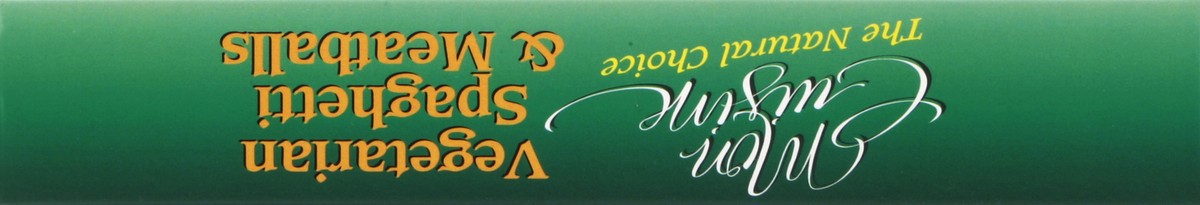 Mon
Cuisine
The Natural Choice
Vegetarian
Spaghetti
& Meatballs